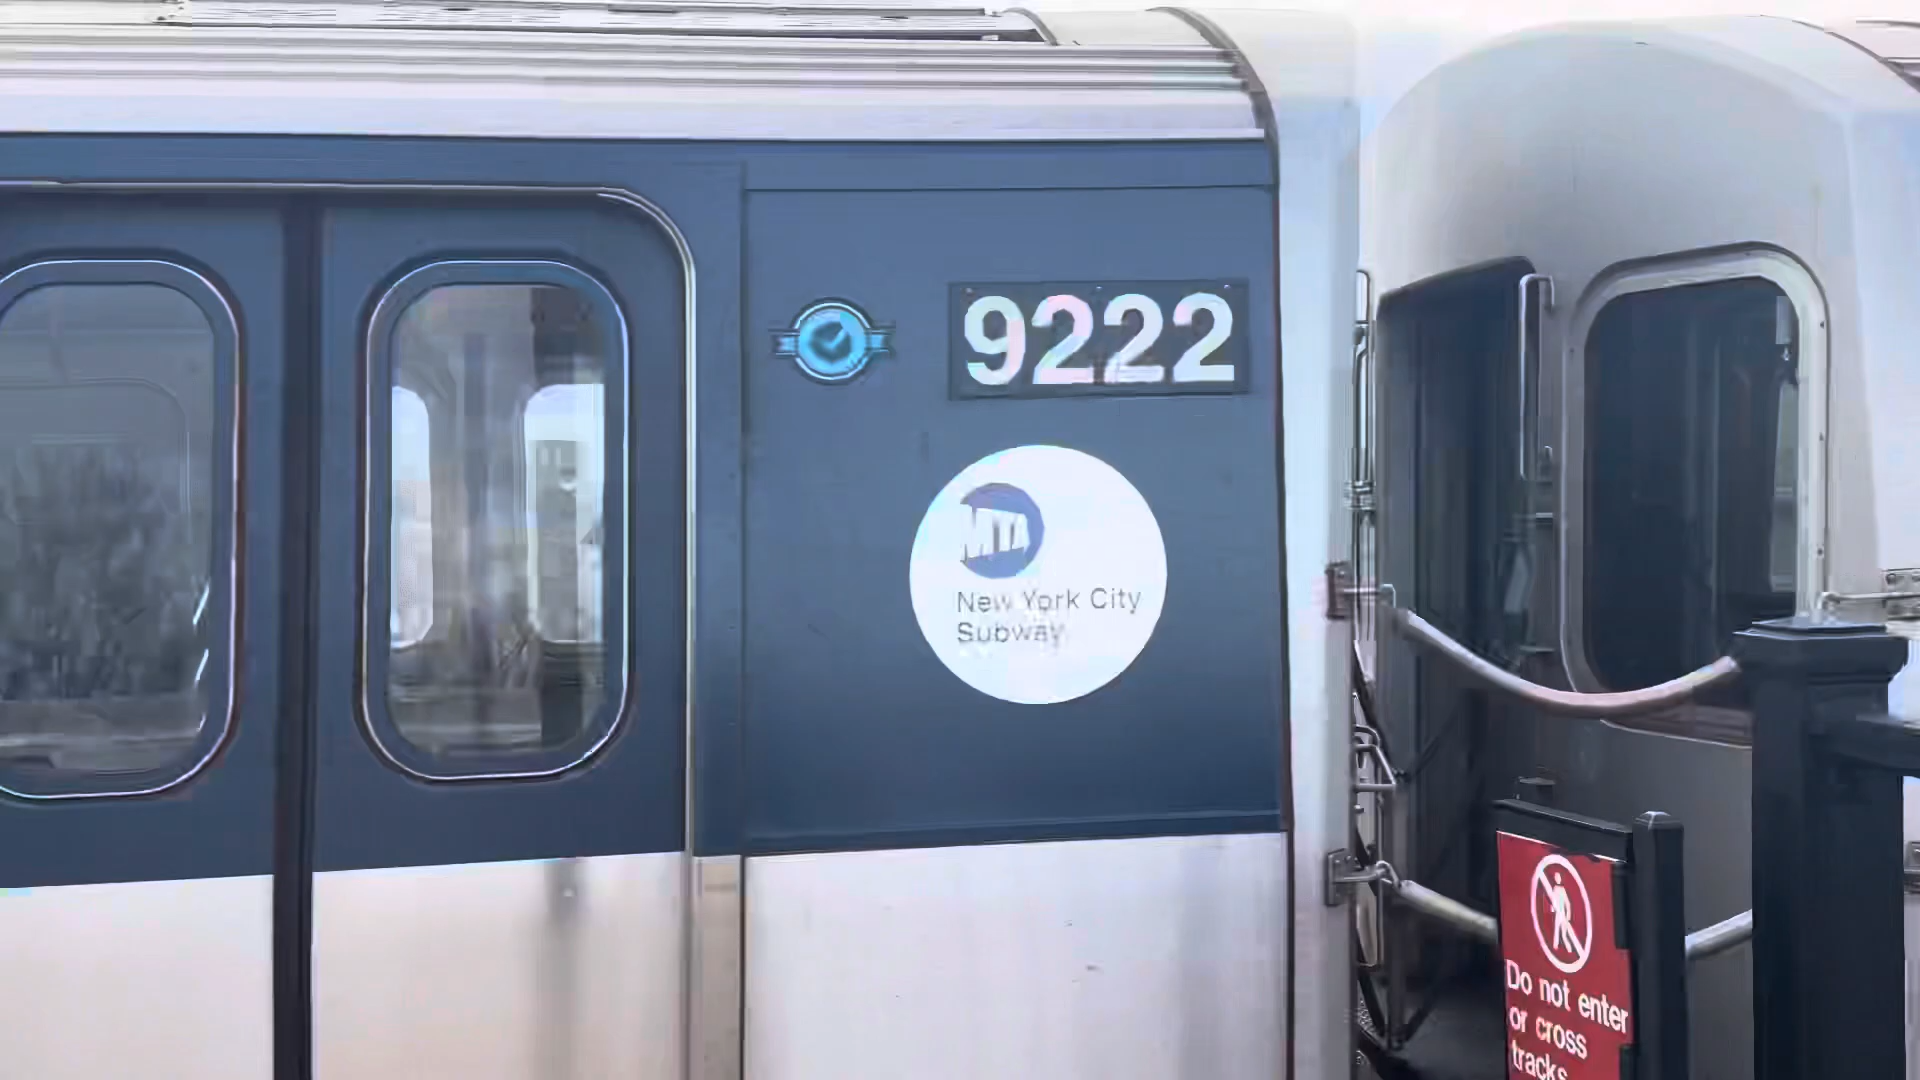 9222
MTA
New York City
Subway
Do not enter
or cross
tracks